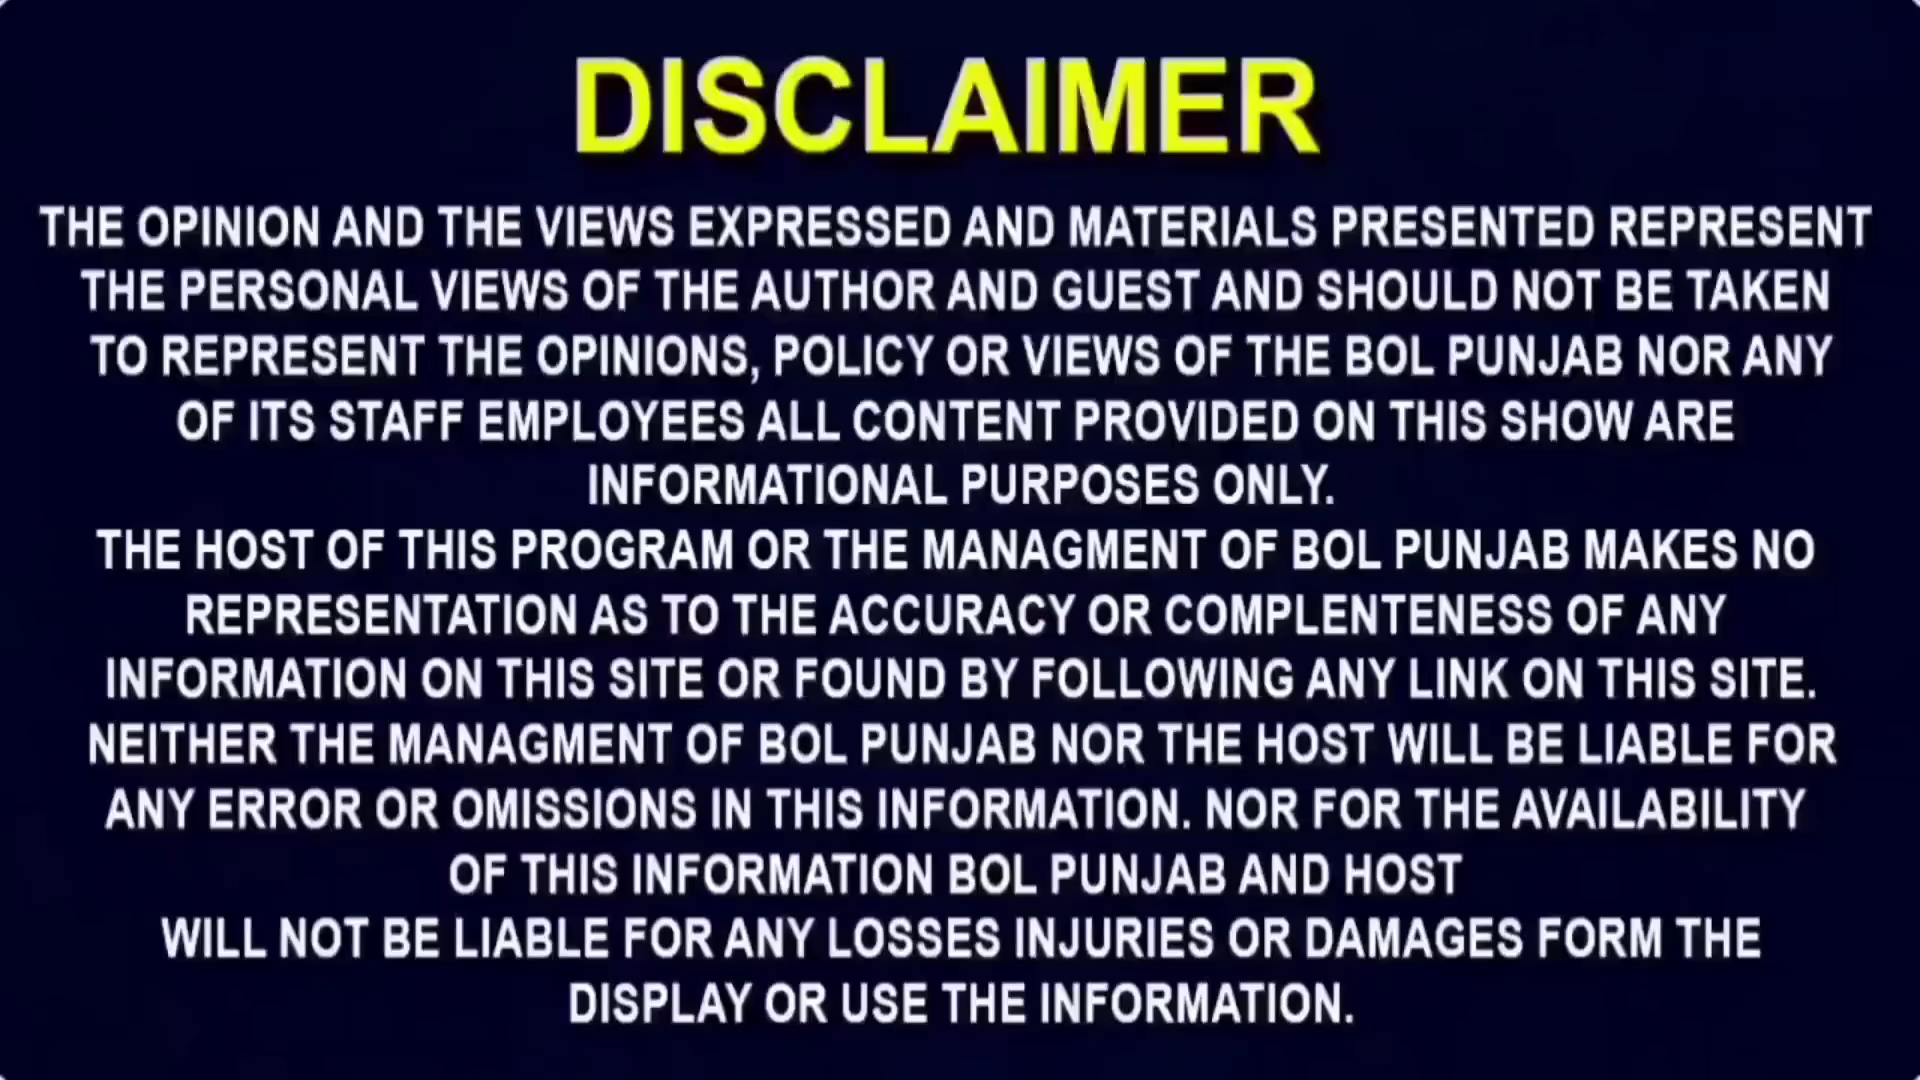 DISCLAIMER
THE OPINION AND THE VIEWS EXPRESSED AND MATERIALS PRESENTED REPRESENT
THE PERSONAL VIEWS OF THE AUTHOR AND GUEST AND SHOULD NOT BE TAKEN
TO REPRESENT THE OPINIONS, POLICY OR VIEWS OF THE BOL PUNJAB NOR ANY
OF ITS STAFF EMPLOYEES ALL CONTENT PROVIDED ON THIS SHOW ARE
INFORMATIONAL PURPOSES ONLY.
THE HOST OF THIS PROGRAM OR THE MANAGMENT OF BOL PUNJAB MAKES NO
REPRESENTATION AS TO THE ACCURACY OR COMPLENTENESS OF ANY
INFORMATION ON THIS SITE OR FOUND BY FOLLOWING ANY LINK ON THIS SITE.
NEITHER THE MANAGMENT OF BOL PUNJAB NOR THE HOST WILL BE LIABLE FOR
ANY ERROR OR OMISSIONS IN THIS INFORMATION. NOR FOR THE AVAILABILITY
OF THIS INFORMATION BOL PUNJAB AND HOST
WILL NOT BE LIABLE FOR ANY LOSSES INJURIES OR DAMAGES FORM THE
DISPLAY OR USE THE INFORMATION.